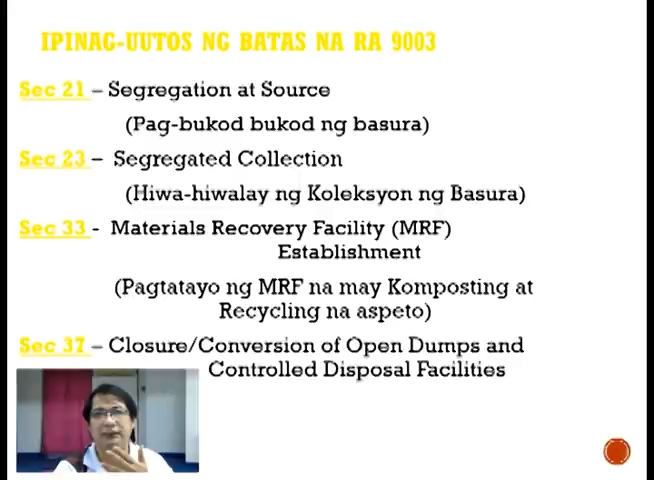 IPINAG-UUTOS NG BATAS NA RA 9003
Sec 21 – Segregation at Source
(Pag-bukod bukod ng basura)
Sec 23 – Segregated Collection
(Hiwa-hiwalay ng Koleksyon ng Basura)
Sec 33 - Materials Recovery Facility (MRF)
Establishment
(Pagtatayo ng MRF na may Komposting at
Recycling na aspeto)
Sec 37 – Closure/Conversion of Open Dumps and
Controlled Disposal Facilities